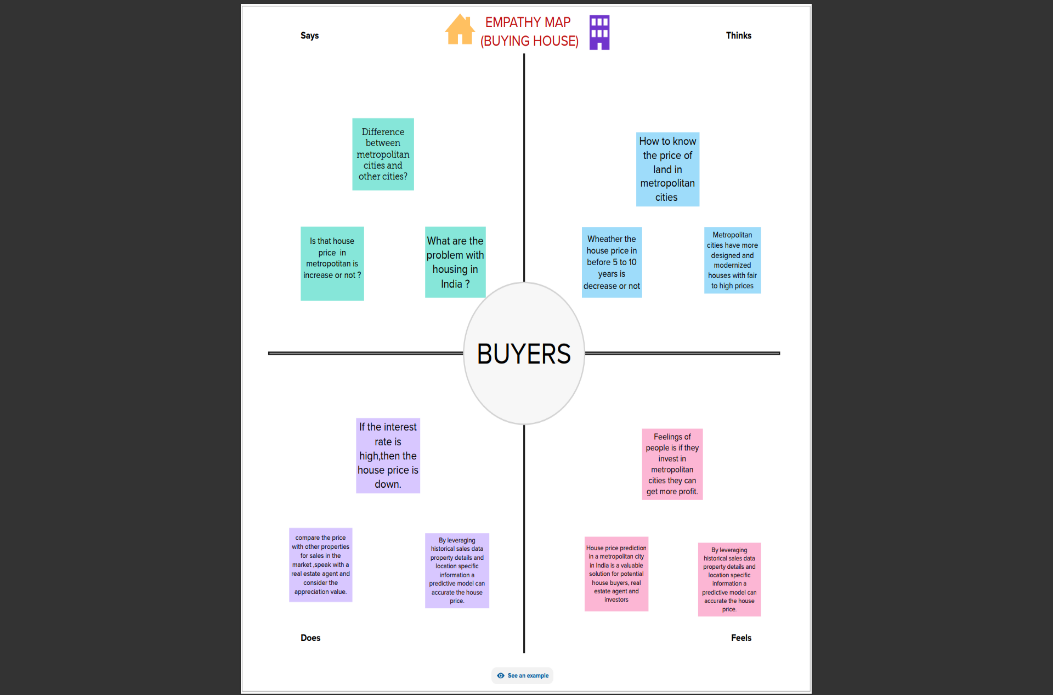 EMPATHY MAP
(BUYING HOUSE)
Says
Thinks
Difference
between
metropolitan
cities and
other cities?
How to know
the price of
land in
metropolitan
cities
Is that house
price in
metropotitan is
increase or not ?
What are the
problem with
housing in
India ?
Wheather the
house price in
before 5 to 10
years is
decrease or not
Metropolitan
cities have more
designed and
modernized
houses with fair
to high prices
BUYERS
If the interest
rate is
high,then the
house price is
down.
Feelings of
people is if they
invest in
metropolitan
cities they can
get more profit.
compare the price
with other properties
for sales in the
market ,speak with a
real estate agent and
consider the
appreciation value.
By leveraging
historical sales data
property details and
location specific
information a
predictive model can
accurate the house
price.
House price prediction
in a metropolitan city
in India is a valuable
solution for potential
house buyers, real
estate agent and
investors
By leveraging
historical sales data
property details and
location specific
information a
predictive model can
accurate the house
price.
Does
Feels
See an example